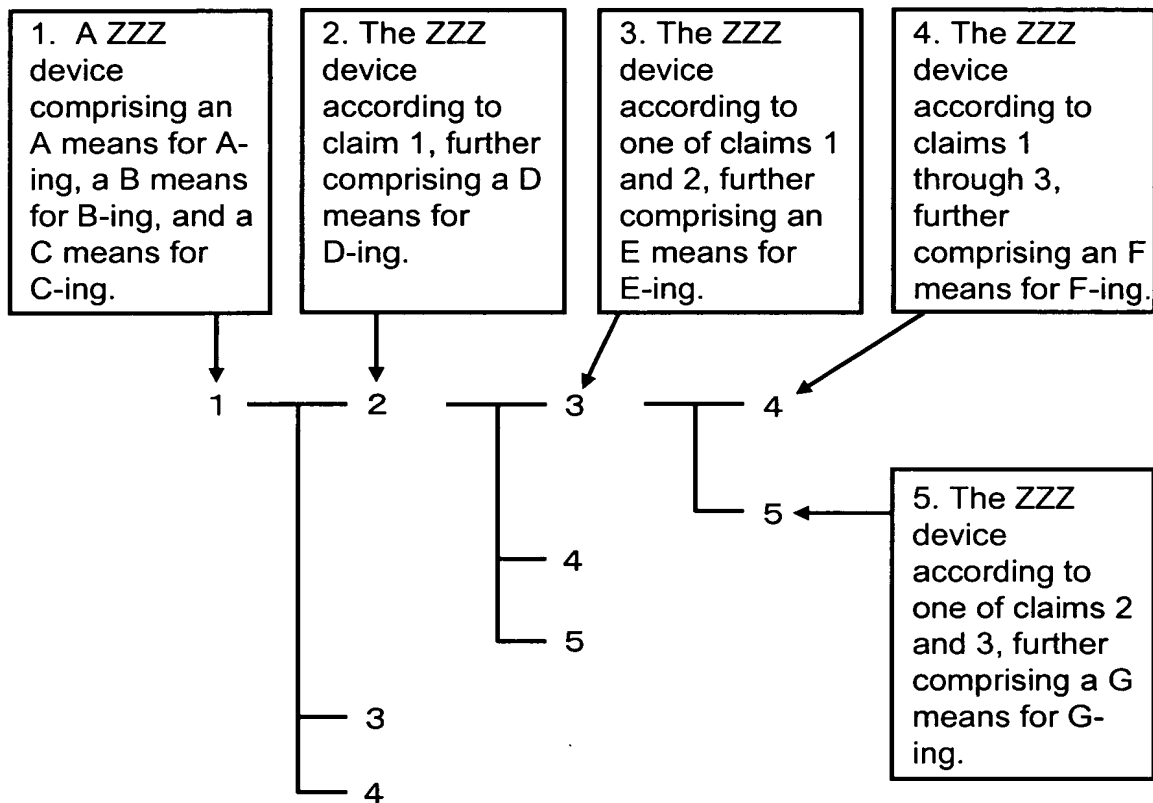 1. A ZZZ
device
comprising an
A means for A-
ing, a B means
for B-ing, and a
C means for
C-ing.
2. The ZZZ
device
according to
claim 1, further
comprising a D
means for
D-ing.
3. The ZZZ
device
according to
one of claims 1
and 2, further
comprising an
E means for
E-ing.
4. The ZZZ
device
according to
claims 1
through 3,
further
comprising an F
means for F-ing.
1
2
3
4
5
4
5
3
4
5. The ZZZ
device
according to
one of claims 2
and 3, further
comprising a G
means for G-
ing.